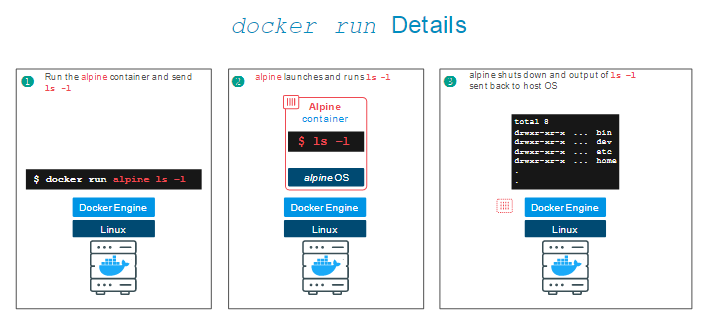 docker run Details
1
Run the alpine container and send
ls -l
$ docker run alpine ls -l
Docker Engine
Linux
2
alpine launches and runs ls -l
Alpine
container
$ ls -l
alpine OS
Docker Engine
Linux
3
alpine shuts down and output of ls -l
sent back to host OS
total 8
drwxr-xr-x ... bin
drwxr-xr-x ... dev
drwxr-xr-x ... etc
drwxr-xr-x ... home
.
.
Docker Engine
Linux